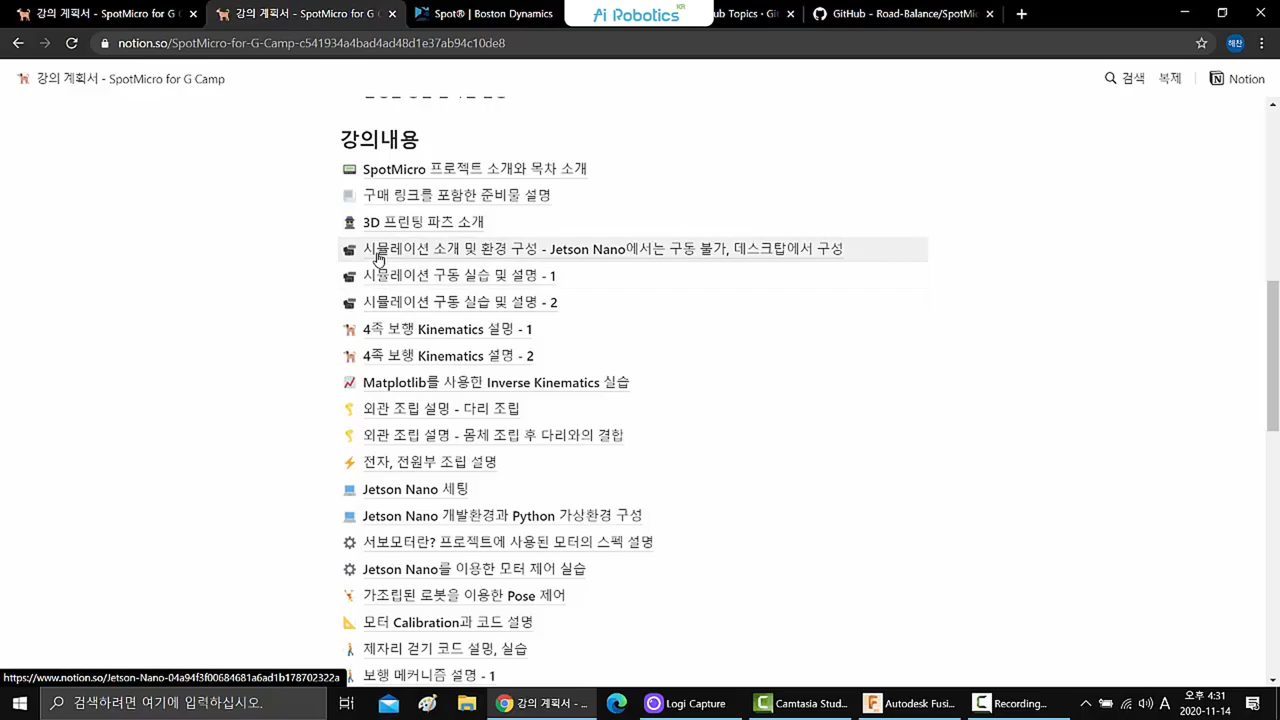 강의 계획서 - SpotMicro for G C
강의 계획서 - SpotMicro for G C
Spot® | Boston Dynamics
Ai Robotics KR
ub Topics · Git
GitHub - Road-Balance/SpotMic
notion.so/SpotMicro-for-G-Camp-c541934a4bad4ad48d1e37ab94c10de8
해찬
강의 계획서 - SpotMicro for G Camp
검색
복제
Notion
강의내용
SpotMicro 프로젝트 소개와 목차 소개
구매 링크를 포함한 준비물 설명
3D 프린팅 파츠 소개
시뮬레이션 소개 및 환경 구성 - Jetson Nano에서는 구동 불가, 데스크탑에서 구성
시뮬레이션 구동 실습 및 설명 - 1
시뮬레이션 구동 실습 및 설명 - 2
4족 보행 Kinematics 설명 - 1
4족 보행 Kinematics 설명 - 2
Matplotlib를 사용한 Inverse Kinematics 실습
외관 조립 설명 - 다리 조립
외관 조립 설명 - 몸체 조립 후 다리와의 결합
전자, 전원부 조립 설명
Jetson Nano 세팅
Jetson Nano 개발환경과 Python 가상환경 구성
서보모터란? 프로젝트에 사용된 모터의 스펙 설명
Jetson Nano를 이용한 모터 제어 실습
가조립된 로봇을 이용한 Pose 제어
모터 Calibration과 코드 설명
제자리 걷기 코드 설명, 실습
보행 메커니즘 설명 - 1
https://www.notion.so/Jetson-Nano-04a94f3f00684681a6ad1b178702322a
검색하려면 여기에 입력하십시오.
강의 계획서 - ...
Logi Capture
Camtasia Stud...
Autodesk Fusi...
Recording...
A
오후 4:31
2020-11-14